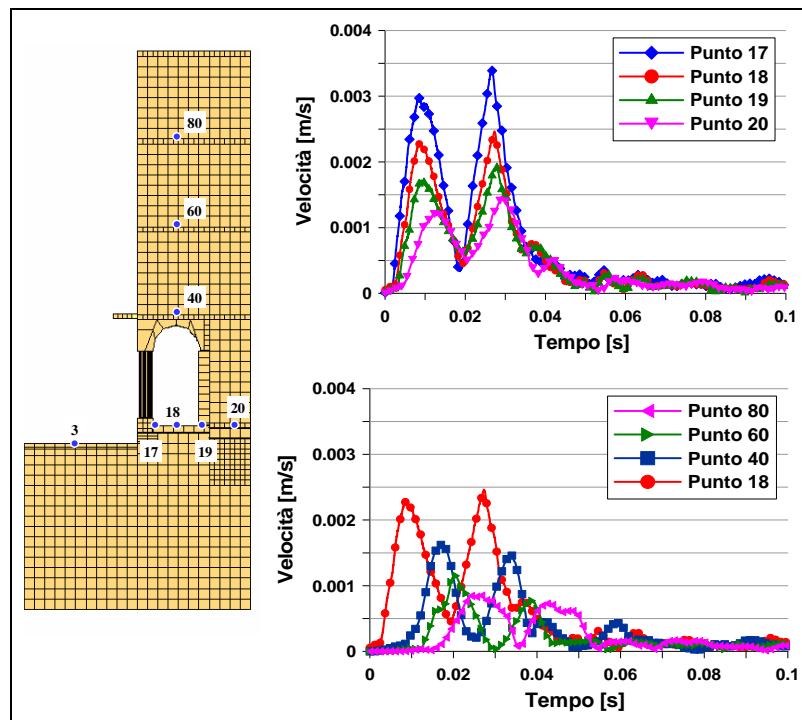 80
60
40
3
18
20
17
19
0.004
0.003
0.002
0.001
0
Velocità [m/s]
Punto 17
Punto 18
Punto 19
Punto 20
0 0.02 0.04 0.06 0.08 0.1
Tempo [s]
0.004
0.003
0.002
0.001
0
Velocità [m/s]
Punto 80
Punto 60
Punto 40
Punto 18
0 0.02 0.04 0.06 0.08 0.1
Tempo [s]